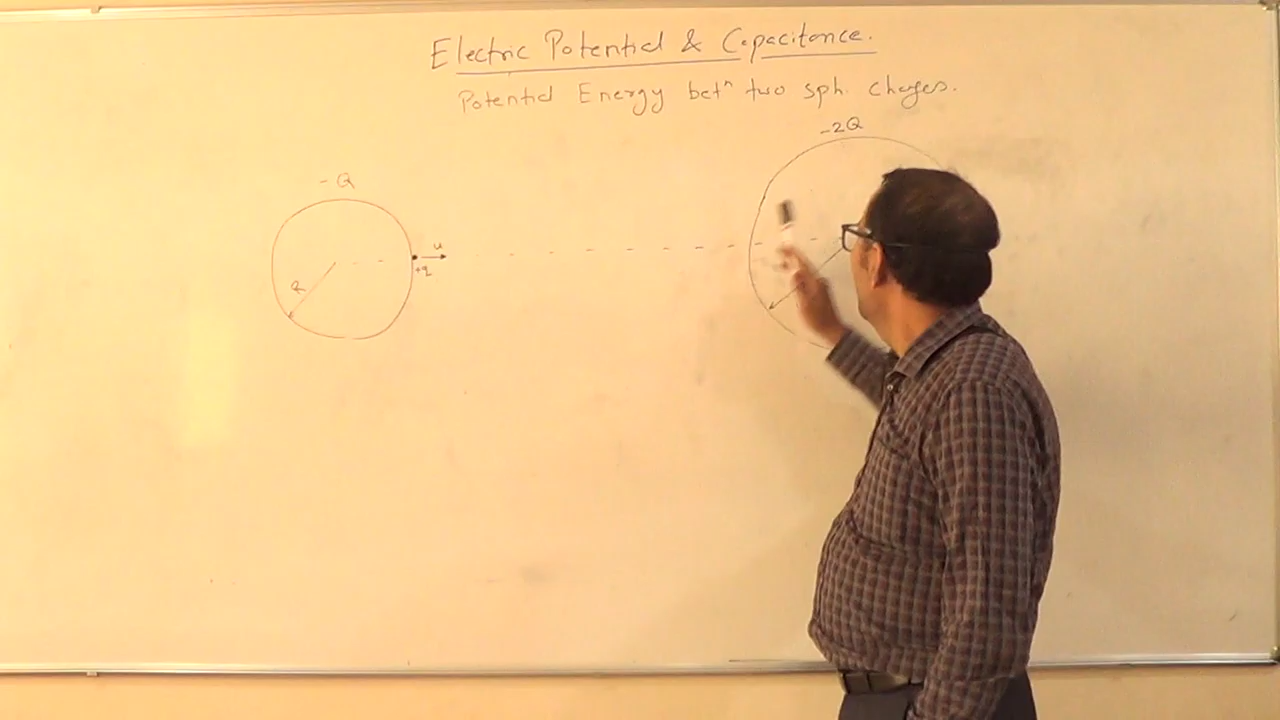 Electric Potential & Capacitance.
Potential Energy betⁿ two sph. charges.
-2Q
-Q
u
+q
R